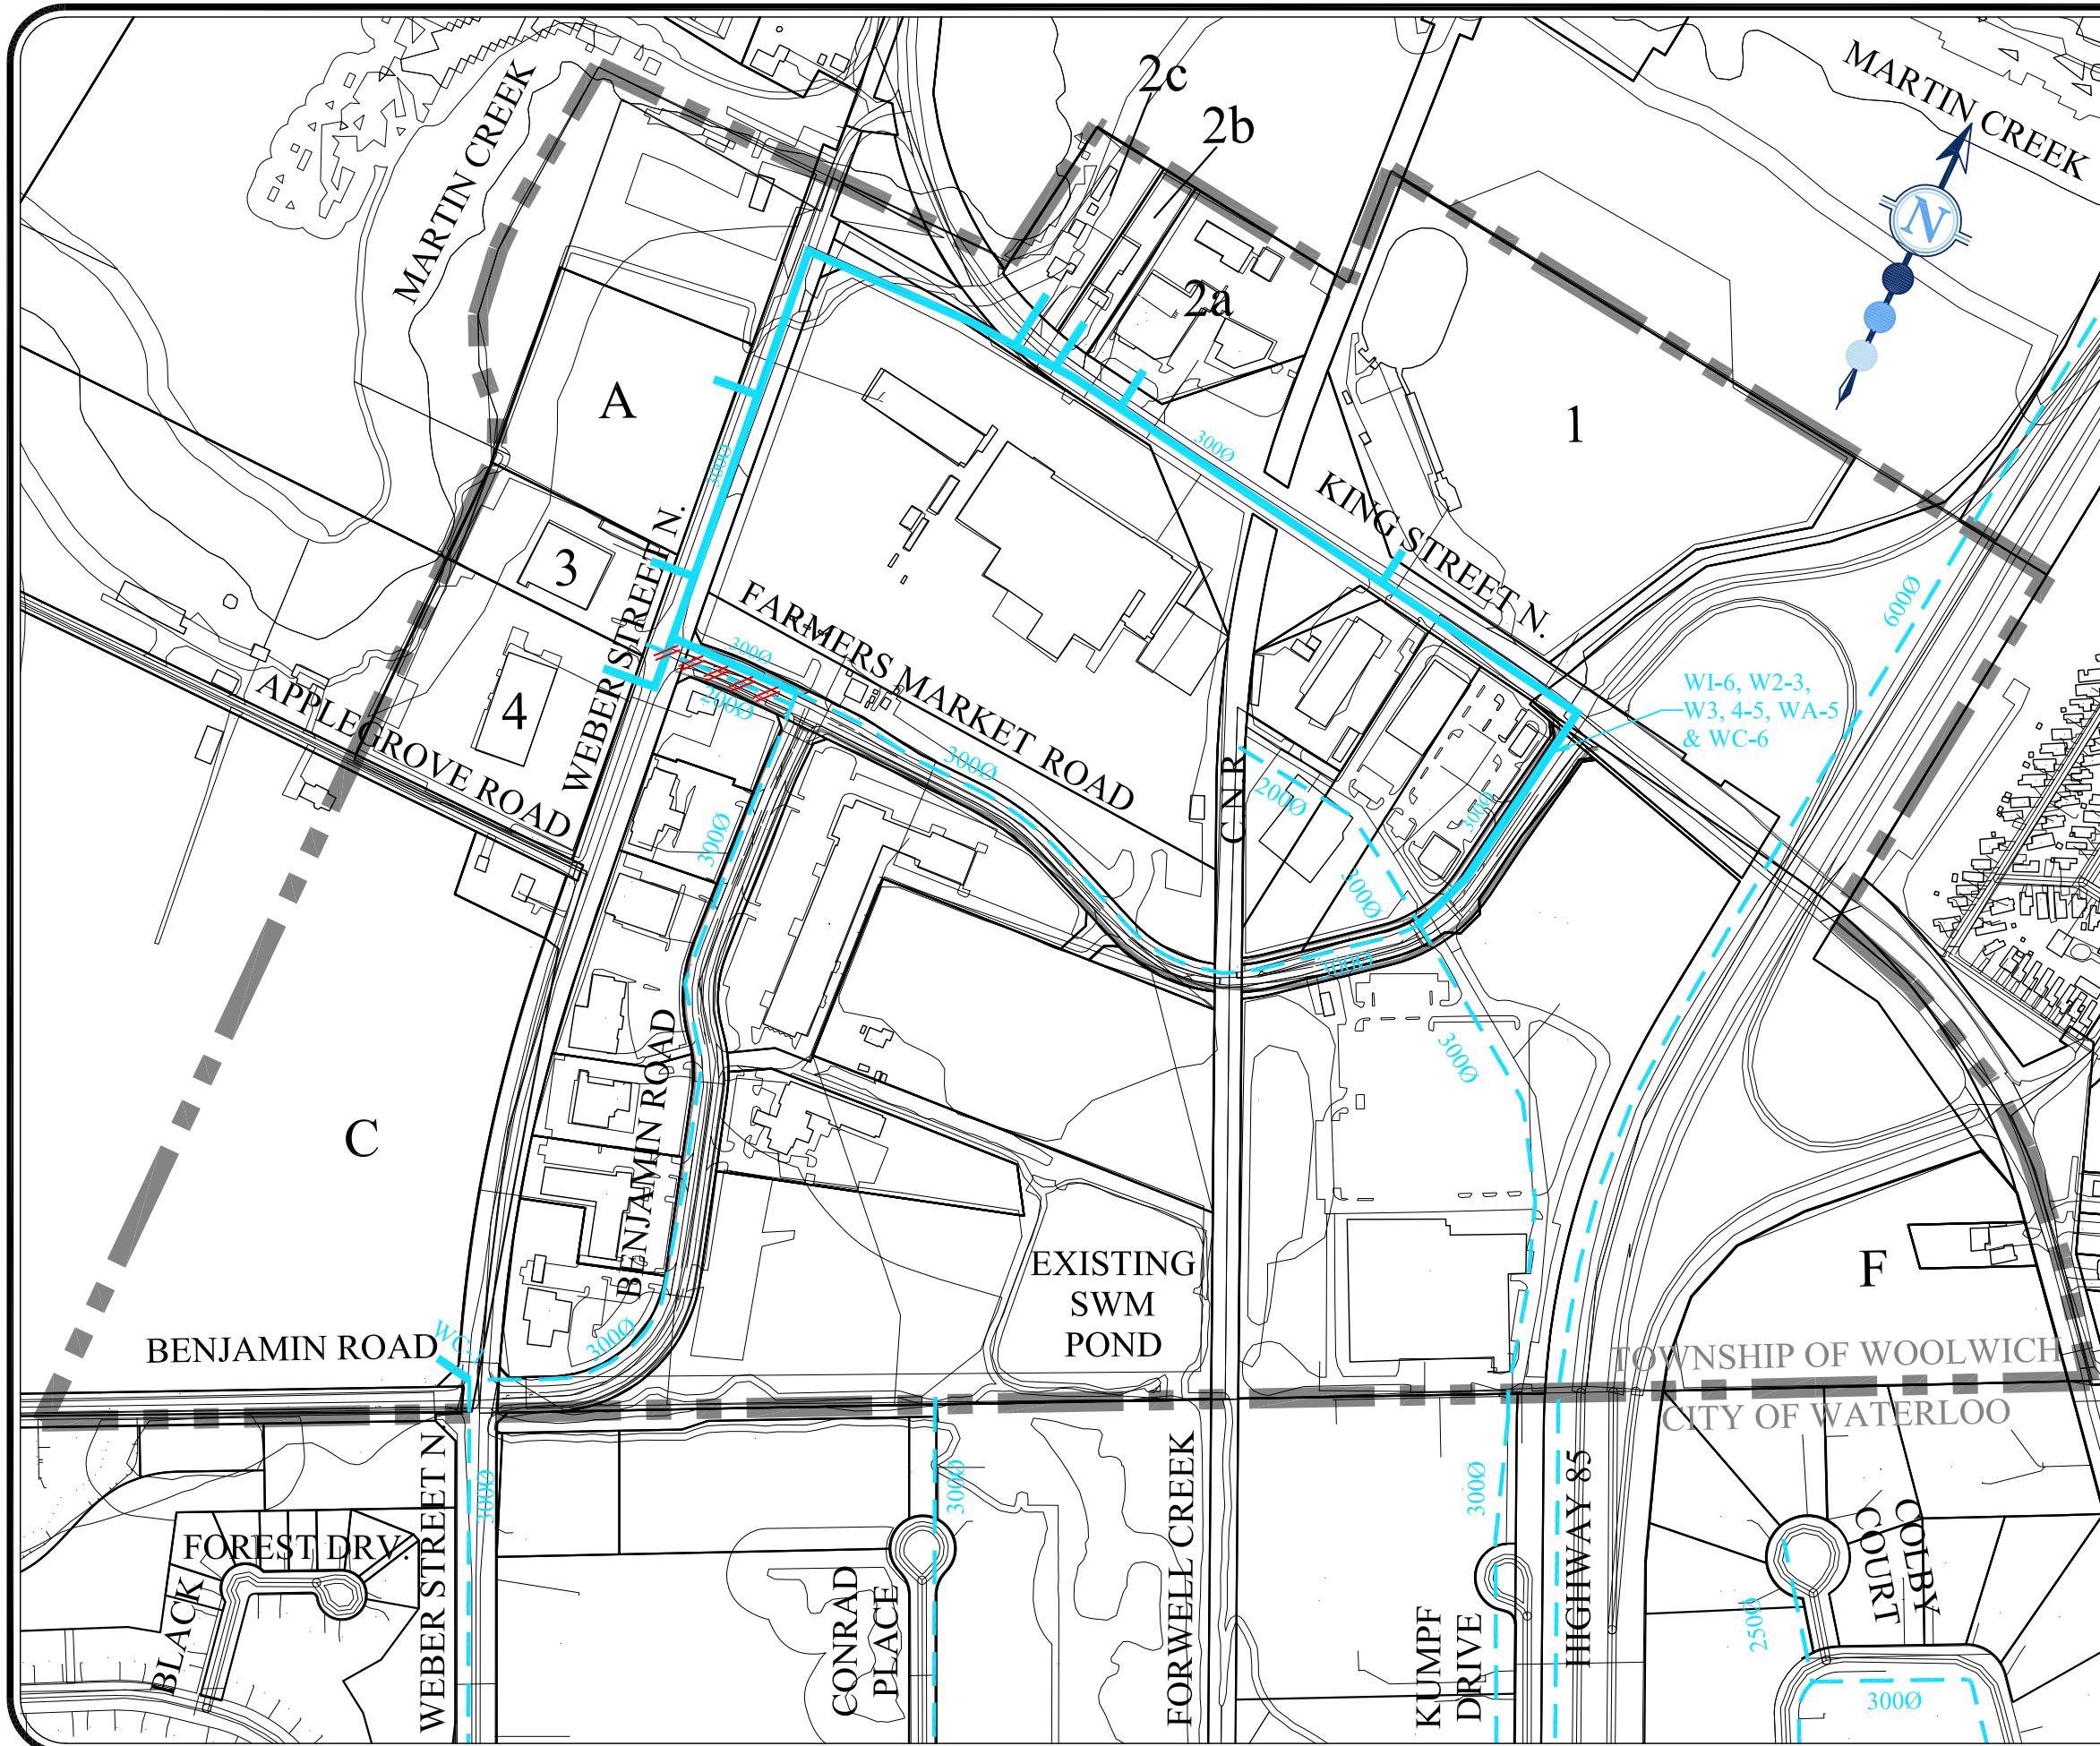 MARTIN CREEK
MARTIN CREEK
2c
2b
2a
N
A
1
300Ø
300Ø
KING STREET N.
3
WEBER STREET N.
FARMERS MARKET ROAD
300Ø
200Ø
600Ø
4
APPLEGROVE ROAD
WI-6, W2-3,
W3, 4-5, WA-5
& WC-6
300Ø
CNR
200Ø
300Ø
300Ø
300Ø
300Ø
300Ø
C
BENJAMIN ROAD
EXISTING
SWM
POND
F
BENJAMIN ROAD
300Ø
TOWNSHIP OF WOOLWICH
CITY OF WATERLOO
WEBER STREET N.
300Ø
300Ø
FORWELL CREEK
300Ø
HIGHWAY 85
FOREST DRV.
BLACK
CONRAD
PLACE
KUMPF
DRIVE
250Ø
COLBY
COURT
300Ø